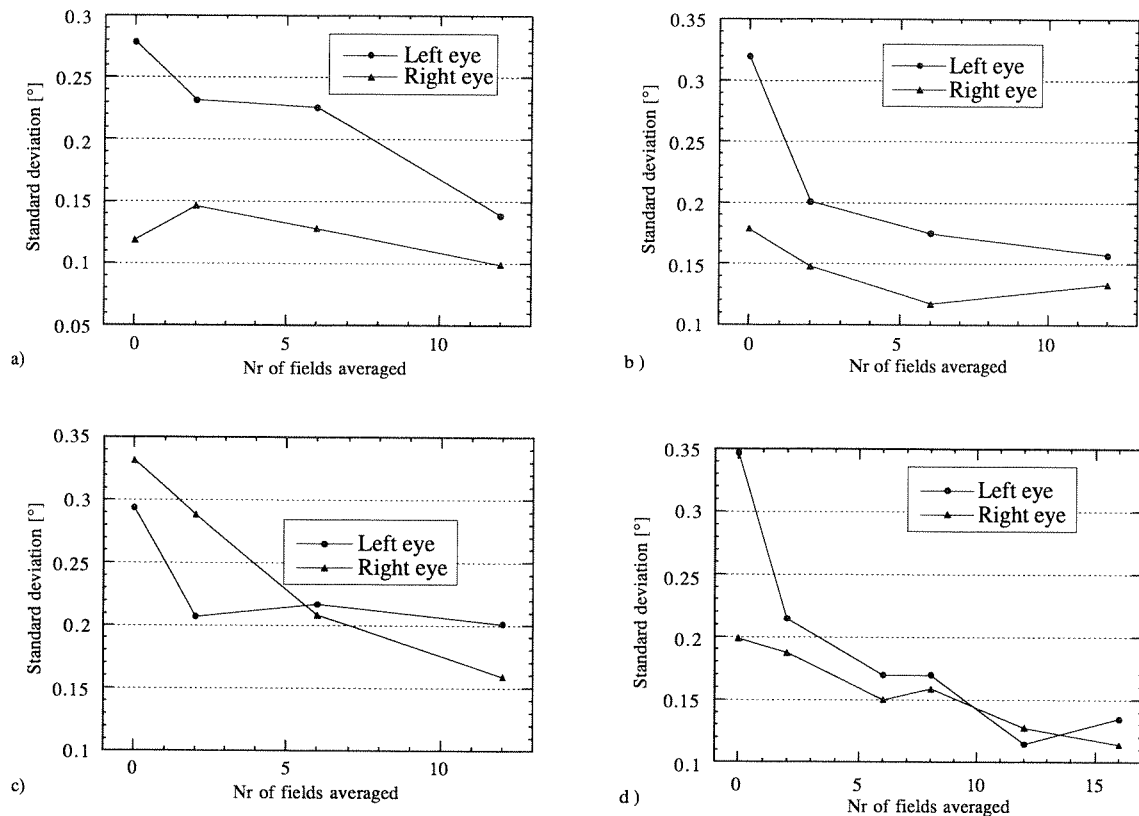 0.3
0.25
0.2
0.15
0.1
0.05
Standard deviation [°]
Left eye
Right eye
0 5 10
Nr of fields averaged
a)
0.35
0.3
0.25
0.2
0.15
0.1
Standard deviation [°]
Left eye
Right eye
0 5 10
Nr of fields averaged
b )
0.35
0.3
0.25
0.2
0.15
0.1
Standard deviation [°]
Left eye
Right eye
0 5 10
Nr of fields averaged
c)
0.35
0.3
0.25
0.2
0.15
0.1
Standard deviation [°]
Left eye
Right eye
0 5 10 15
Nr of fields averaged
d )